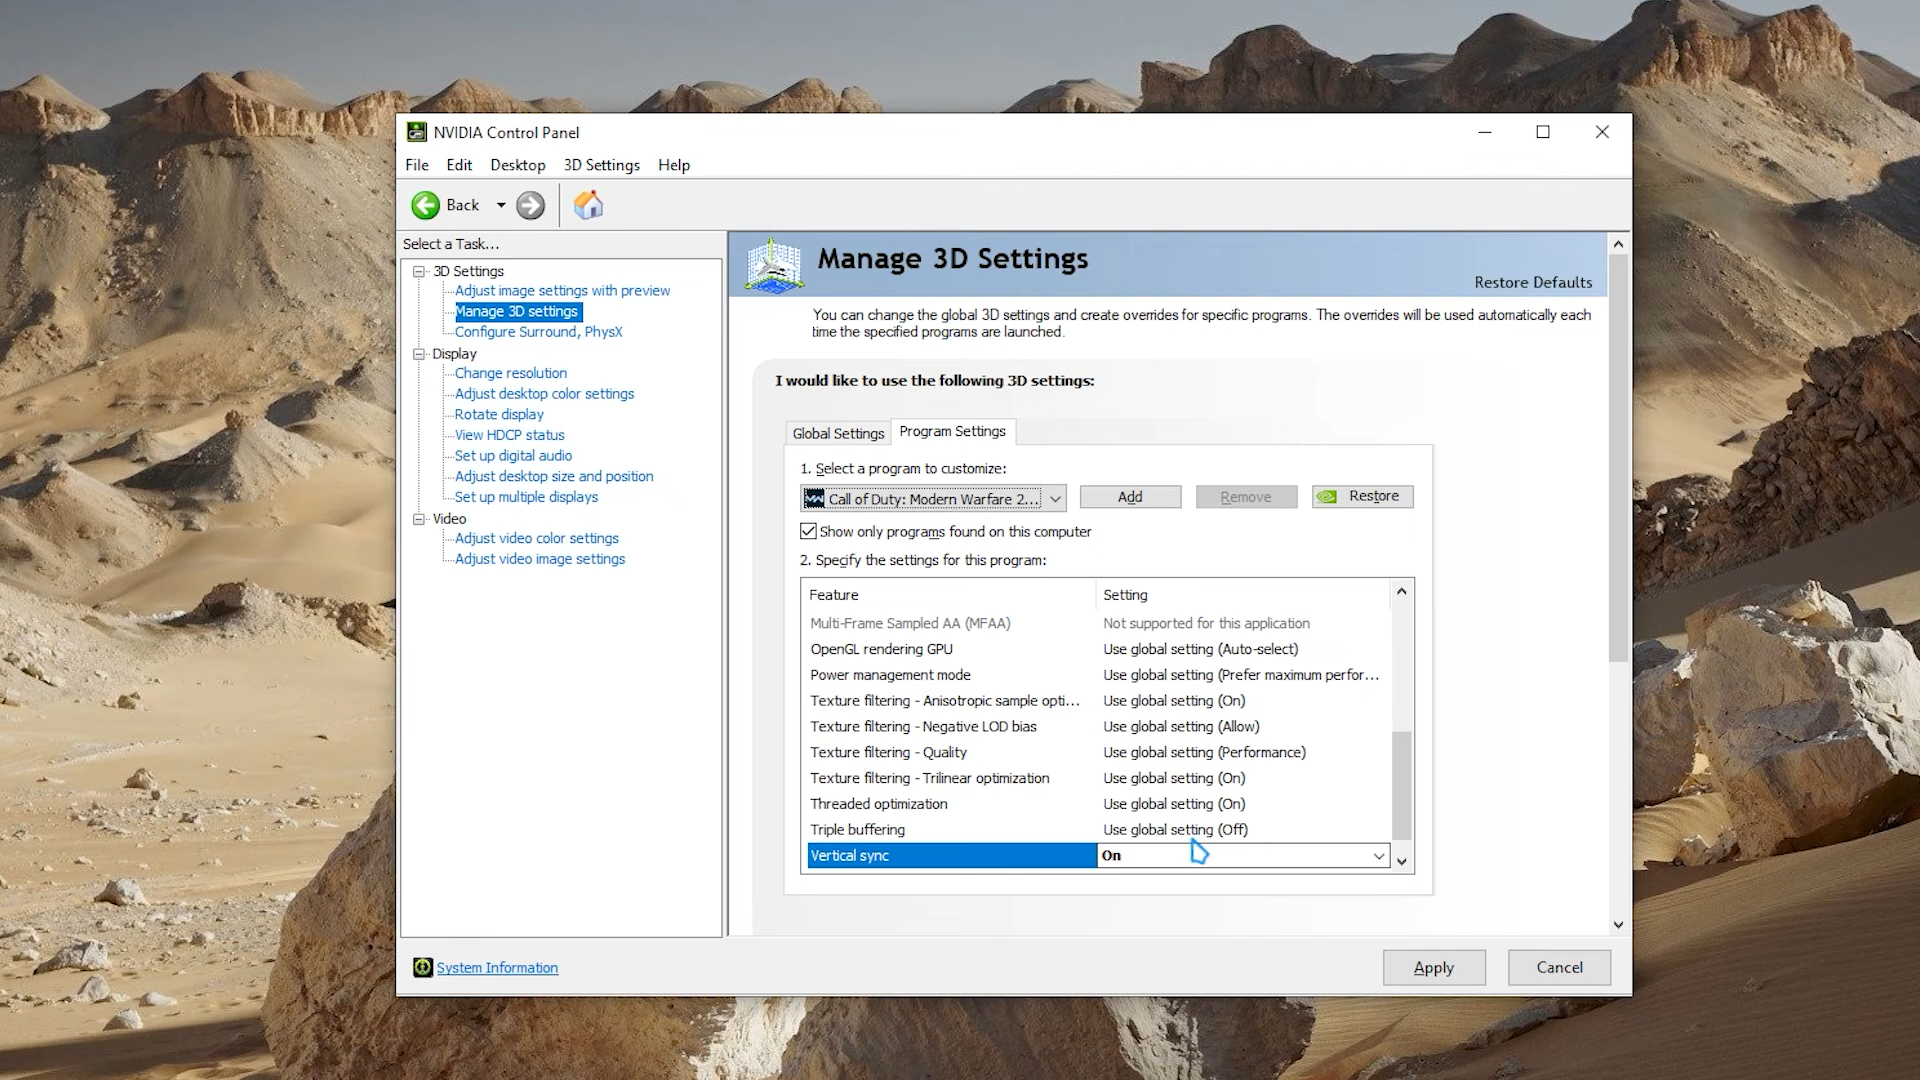 NVIDIA Control Panel
File Edit Desktop 3D Settings Help
Back
Select a Task...
3D Settings
Adjust image settings with preview
Manage 3D settings
Configure Surround, PhysX
Display
Change resolution
Adjust desktop color settings
Rotate display
View HDCP status
Set up digital audio
Adjust desktop size and position
Set up multiple displays
Video
Adjust video color settings
Adjust video image settings
System Information
Manage 3D Settings
Restore Defaults
You can change the global 3D settings and create overrides for specific programs. The overrides will be used automatically each
time the specified programs are launched.
I would like to use the following 3D settings:
Global Settings Program Settings
1. Select a program to customize:
Call of Duty: Modern Warfare 2... Add Remove Restore
Show only programs found on this computer
2. Specify the settings for this program:
Feature Setting
Multi-Frame Sampled AA (MFAA) Not supported for this application
OpenGL rendering GPU Use global setting (Auto-select)
Power management mode Use global setting (Prefer maximum perfor...
Texture filtering - Anisotropic sample opti... Use global setting (On)
Texture filtering - Negative LOD bias Use global setting (Allow)
Texture filtering - Quality Use global setting (Performance)
Texture filtering - Trilinear optimization Use global setting (On)
Threaded optimization Use global setting (On)
Triple buffering Use global setting (Off)
Vertical sync On
Apply Cancel